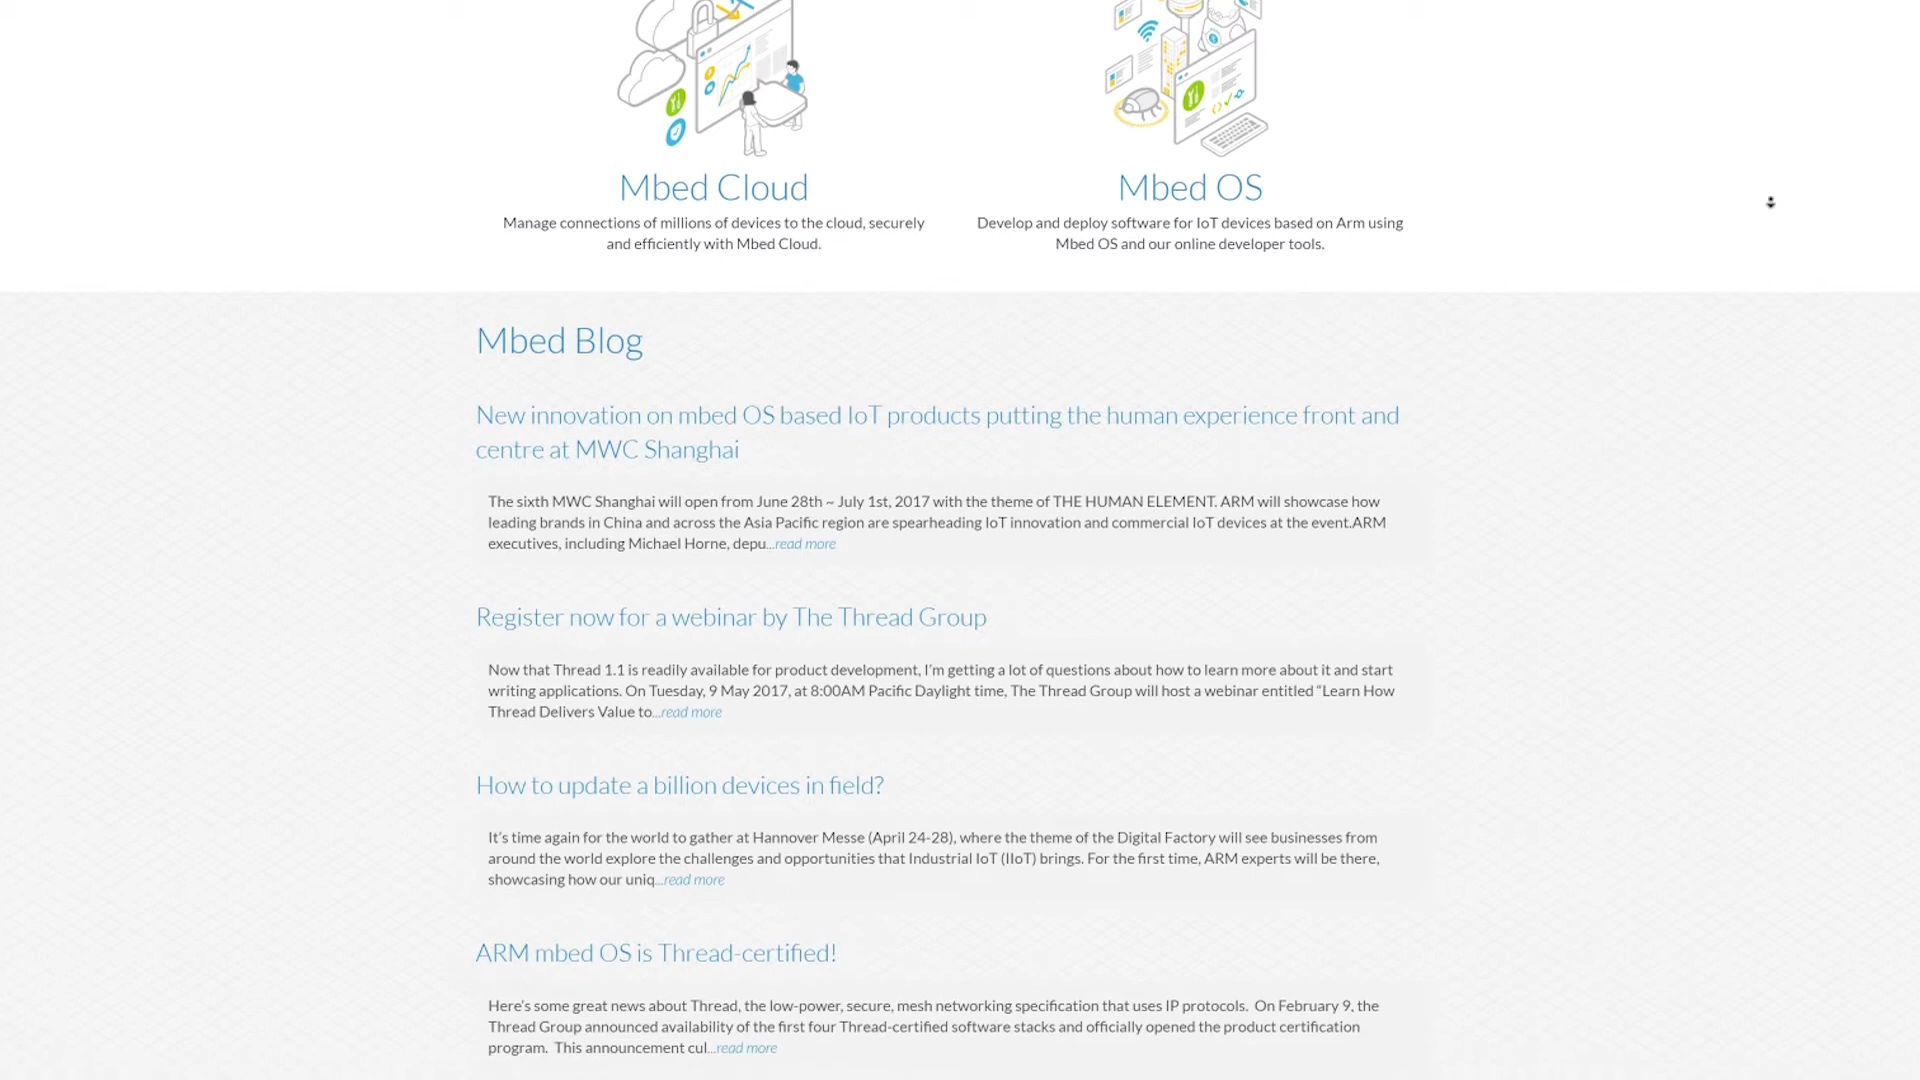 Mbed Cloud
Manage connections of millions of devices to the cloud, securely
and efficiently with Mbed Cloud.
Mbed OS
Develop and deploy software for IoT devices based on Arm using
Mbed OS and our online developer tools.
Mbed Blog
New innovation on mbed OS based IoT products putting the human experience front and
centre at MWC Shanghai
The sixth MWC Shanghai will open from June 28th ~ July 1st, 2017 with the theme of THE HUMAN ELEMENT. ARM will showcase how
leading brands in China and across the Asia Pacific region are spearheading IoT innovation and commercial IoT devices at the event.ARM
executives, including Michael Horne, depu...read more
Register now for a webinar by The Thread Group
Now that Thread 1.1 is readily available for product development, I'm getting a lot of questions about how to learn more about it and start
writing applications. On Tuesday, 9 May 2017, at 8:00AM Pacific Daylight time, The Thread Group will host a webinar entitled “Learn How
Thread Delivers Value to...read more
How to update a billion devices in field?
It's time again for the world to gather at Hannover Messe (April 24-28), where the theme of the Digital Factory will see businesses from
around the world explore the challenges and opportunities that Industrial IoT (IIoT) brings. For the first time, ARM experts will be there,
showcasing how our uniq...read more
ARM mbed OS is Thread-certified!
Here's some great news about Thread, the low-power, secure, mesh networking specification that uses IP protocols.  On February 9, the
Thread Group announced availability of the first four Thread-certified software stacks and officially opened the product certification
program.  This announcement cul...read more